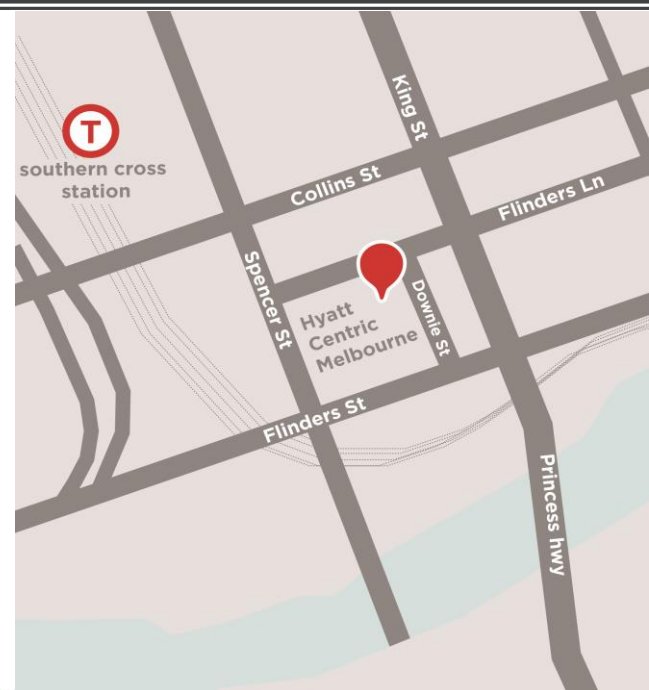 King St
T
southern cross
station
Collins St
Flinders Ln
Spencer St
Downie St
Hyatt
Centric
Melbourne
Flinders St
Princess hwy